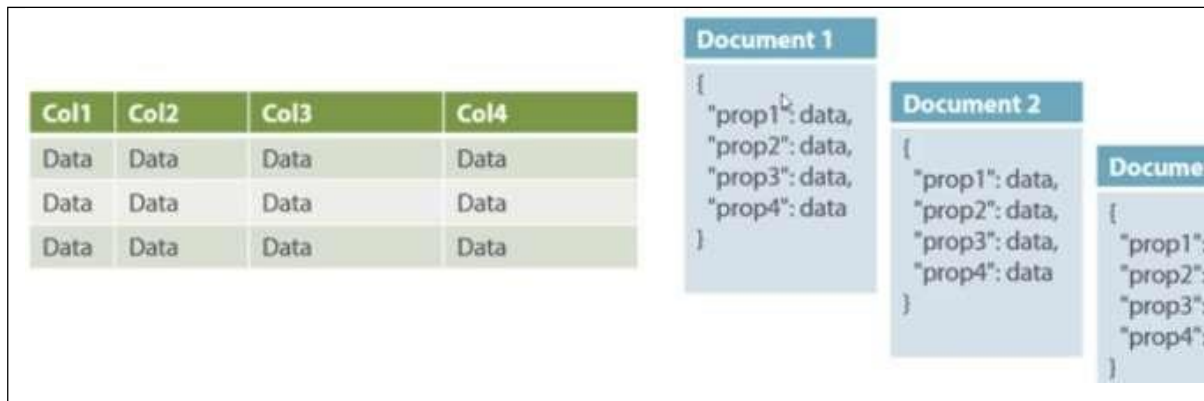 Col1 Col2 Col3 Col4
Data Data Data Data
Data Data Data Data
Data Data Data Data
Document 1
{
"prop1": data,
"prop2": data,
"prop3": data,
"prop4": data
}
Document 2
{
"prop1": data,
"prop2": data,
"prop3": data,
"prop4": data
}
Docume
{
"prop1":
"prop2":
"prop3":
"prop4":
}